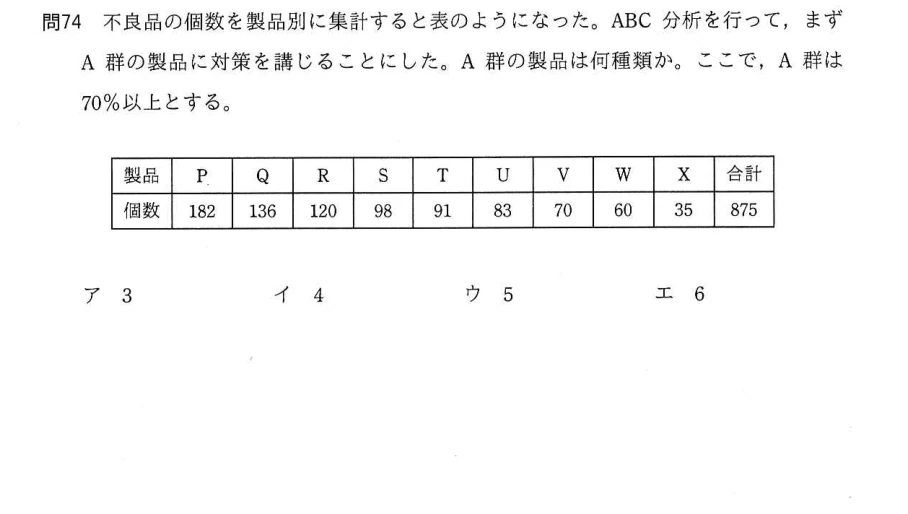 問74 不良品の個数を製品別に集計すると表のようになった。ABC 分析を行って，まず
A 群の製品に対策を講じることにした。A 群の製品は何種類か。ここで，A 群は
70%以上とする。
製品 P Q R S T U V W X 合計
個数 182 136 120 98 91 83 70 60 35 875
ア 3 イ 4 ウ 5 エ 6